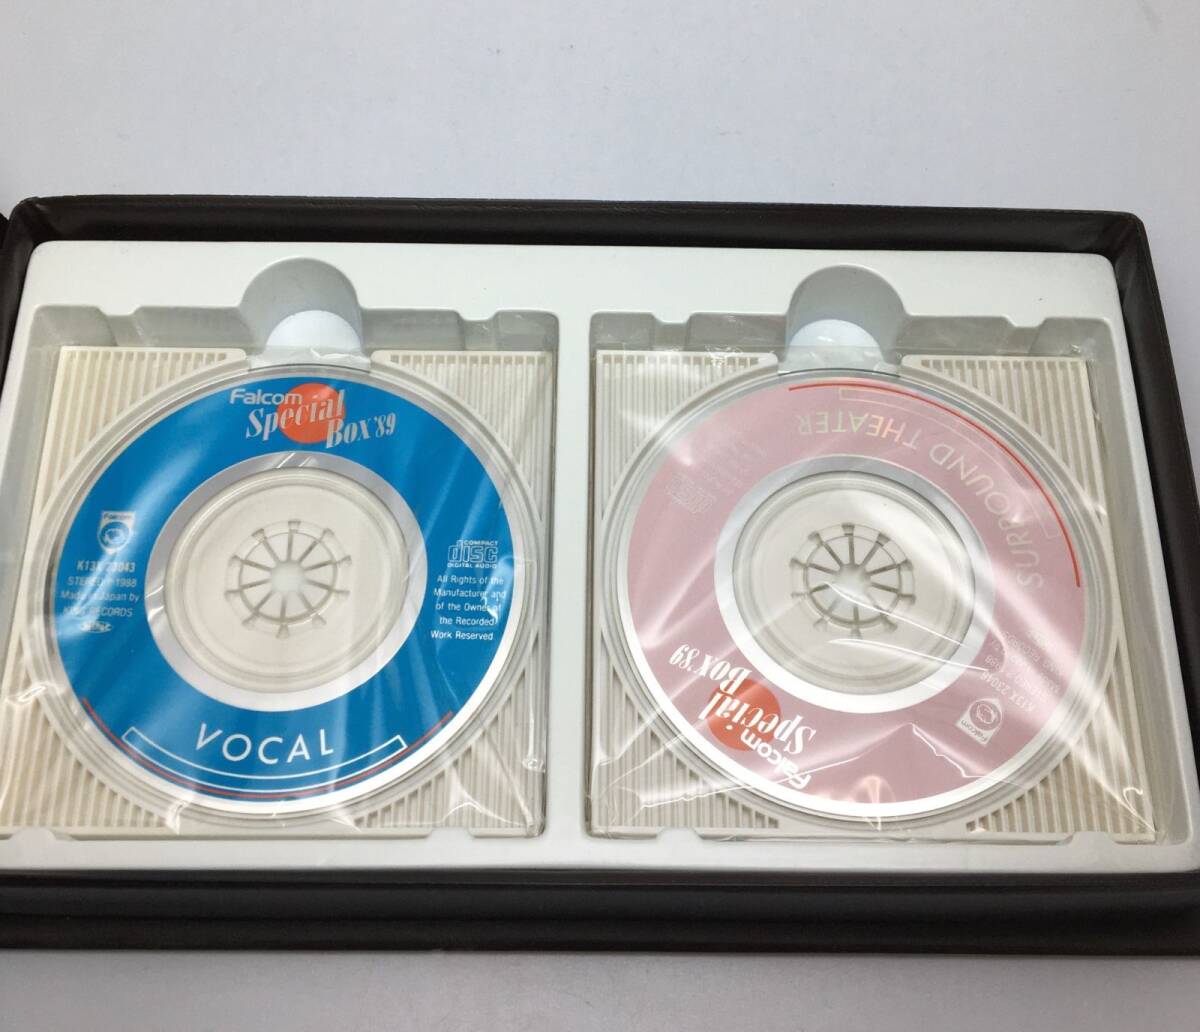 Falcom
Special
Box'89
Falcom
K13X 23043
STEREO ℗1988
Made in Japan by
KING RECORDS
COMPACT
disc
DIGITAL AUDIO
All Rights of the
Manufacturer and
of the Owner of
the Recorded
Work Reserved
VOCAL
Falcom
Special
Box'89
SURROUND THEATER
Falcom